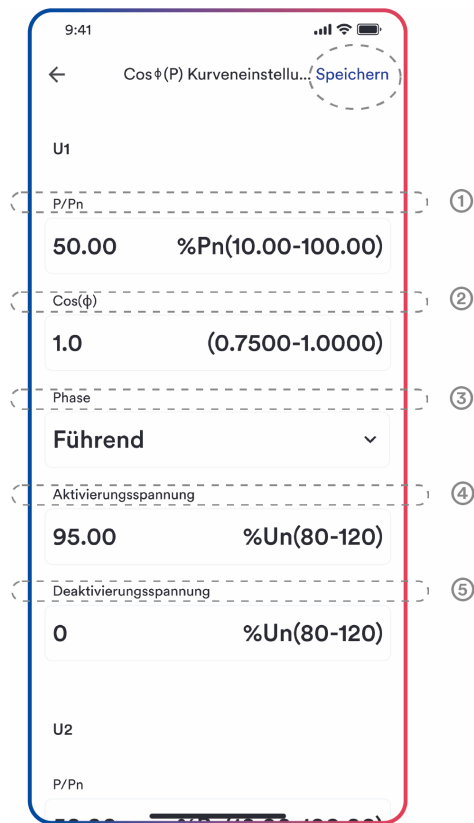 9:41
Cosϕ(P) Kurveneinstellu... Speichern
U1
P/Pn
①
50.00 %Pn(10.00-100.00)
Cos(φ)
②
1.0 (0.7500-1.0000)
Phase
③
Führend
Aktivierungsspannung
④
95.00 %Un(80-120)
Deaktivierungsspannung
⑤
0 %Un(80-120)
U2
P/Pn